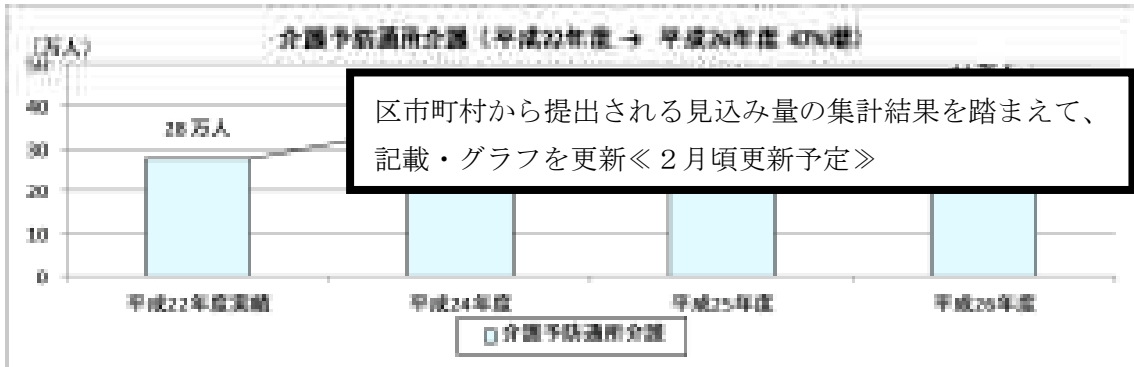 介護予防通所介護（平成22年度 → 平成26年度 47%増）
（万人）
50
40
30
20
10
0
28万人
区市町村から提出される見込み量の集計結果を踏まえて、
記載・グラフを更新≪２月頃更新予定≫
平成22年度実績
平成24年度
平成25年度
平成26年度
介護予防通所介護